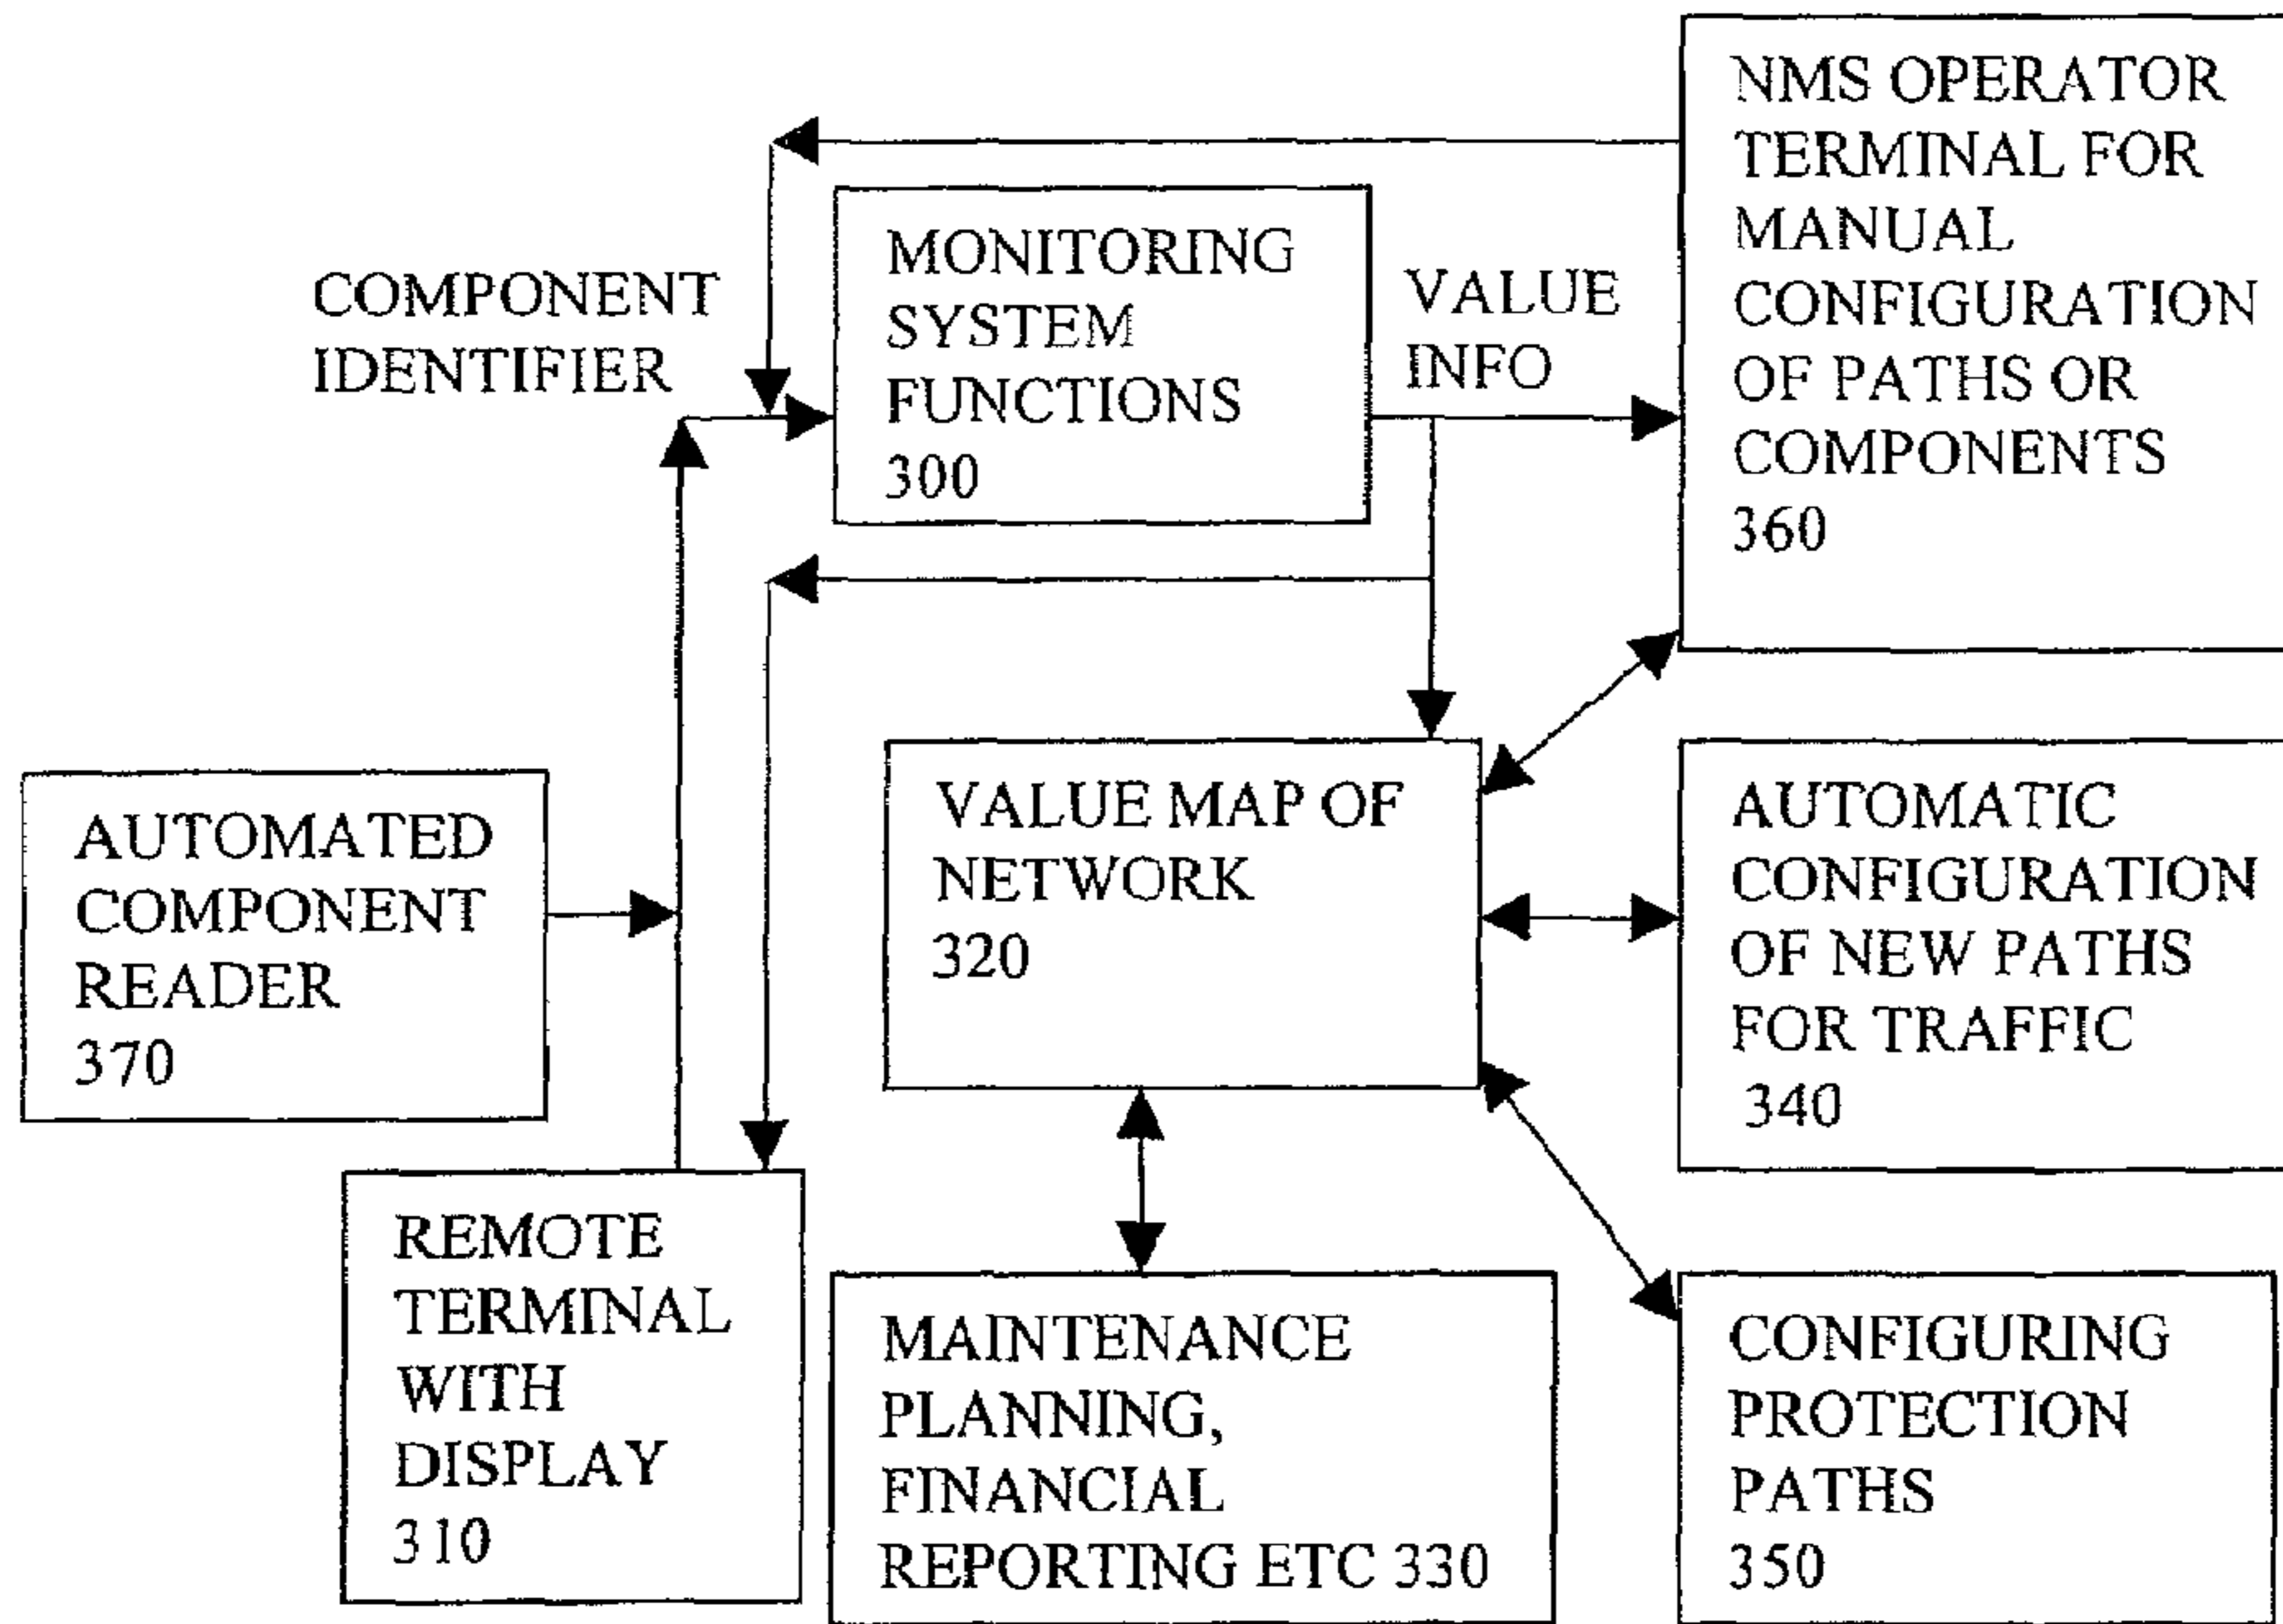 NMS OPERATOR
TERMINAL FOR
MANUAL
CONFIGURATION
OF PATHS OR
COMPONENTS
360
MONITORING
SYSTEM
FUNCTIONS
300
COMPONENT
IDENTIFIER
VALUE
INFO
AUTOMATED
COMPONENT
READER
370
VALUE MAP OF
NETWORK
320
AUTOMATIC
CONFIGURATION
OF NEW PATHS
FOR TRAFFIC
340
REMOTE
TERMINAL
WITH
DISPLAY
310
MAINTENANCE
PLANNING,
FINANCIAL
REPORTING ETC 330
CONFIGURING
PROTECTION
PATHS
350